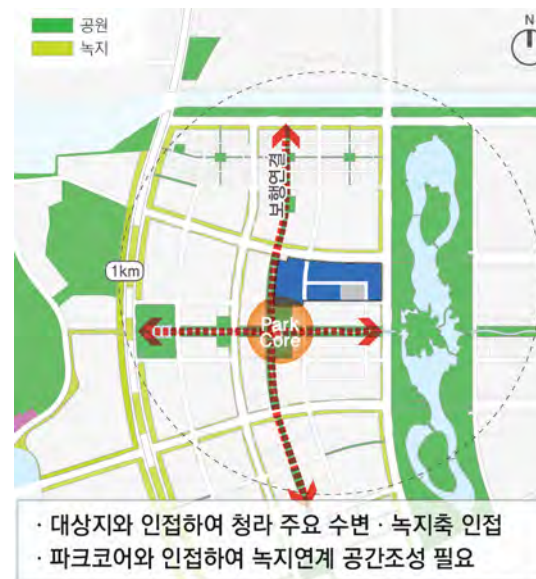 공원
녹지
N
보행연결
1km
Park
Core
· 대상지와 인접하여 청라 주요 수변 · 녹지축 인접
· 파크코어와 인접하여 녹지연계 공간조성 필요